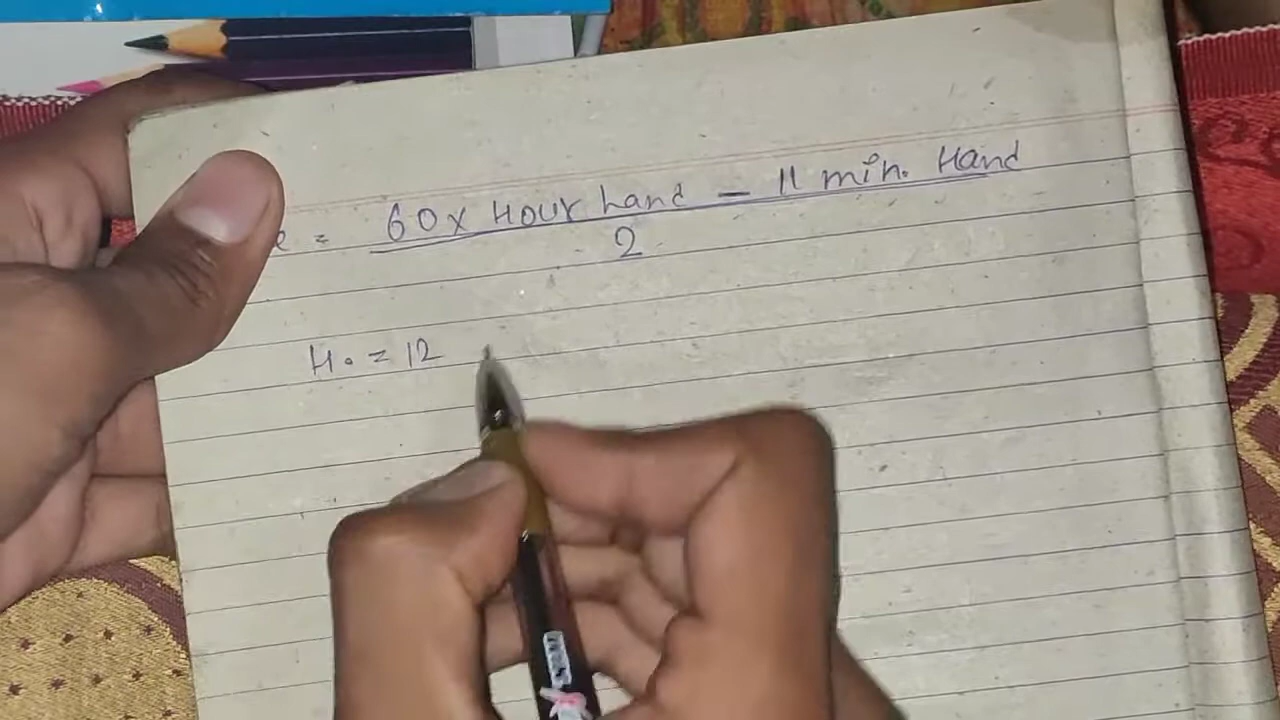 = 60 x Hour hand - 11 min. Hand
2
H. = 12